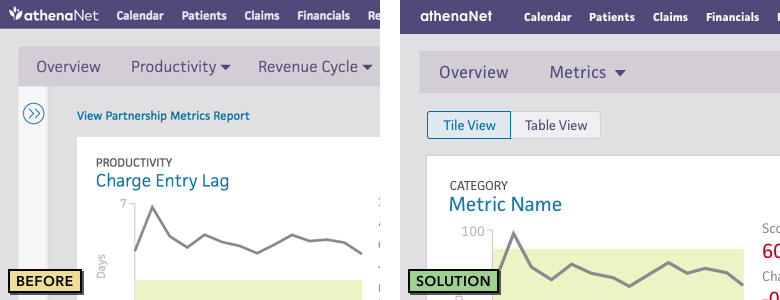 athenaNet Calendar Patients Claims Financials Re
Overview Productivity Revenue Cycle
View Partnership Metrics Report
PRODUCTIVITY
Charge Entry Lag
7
Days
BEFORE
athenaNet Calendar Patients Claims Financials
Overview Metrics
Tile View Table View
CATEGORY
Metric Name
100
Sco
60
Cha
SOLUTION